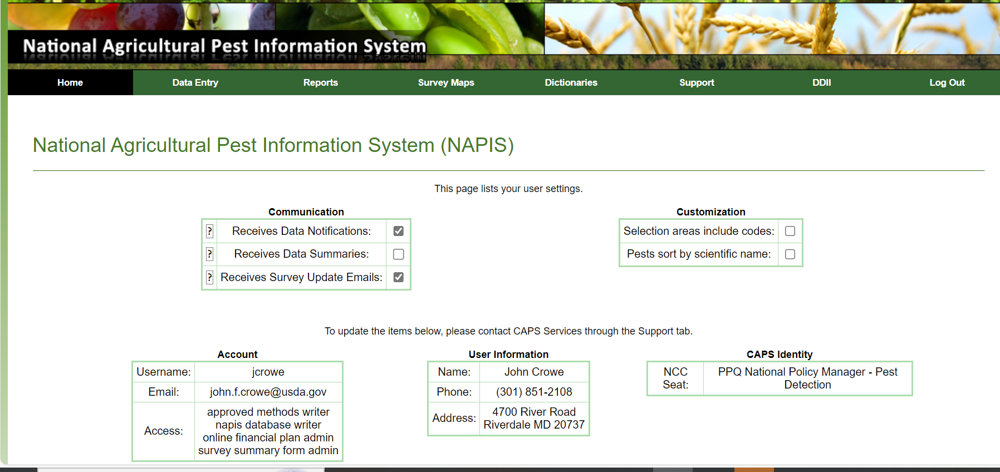 National Agricultural Pest Information System
Home Data Entry Reports Survey Maps Dictionaries Support DDII Log Out
National Agricultural Pest Information System (NAPIS)
This page lists your user settings.
Communication
? Receives Data Notifications:
? Receives Data Summaries:
? Receives Survey Update Emails:
Customization
Selection areas include codes:
Pests sort by scientific name:
To update the items below, please contact CAPS Services through the Support tab.
Account
Username: jcrowe
Email: john.f.crowe@usda.gov
Access: approved methods writer
napis database writer
online financial plan admin
survey summary form admin
User Information
Name: John Crowe
Phone: (301) 851-2108
Address: 4700 River Road
Riverdale MD 20737
CAPS Identity
NCC Seat: PPQ National Policy Manager - Pest
Detection